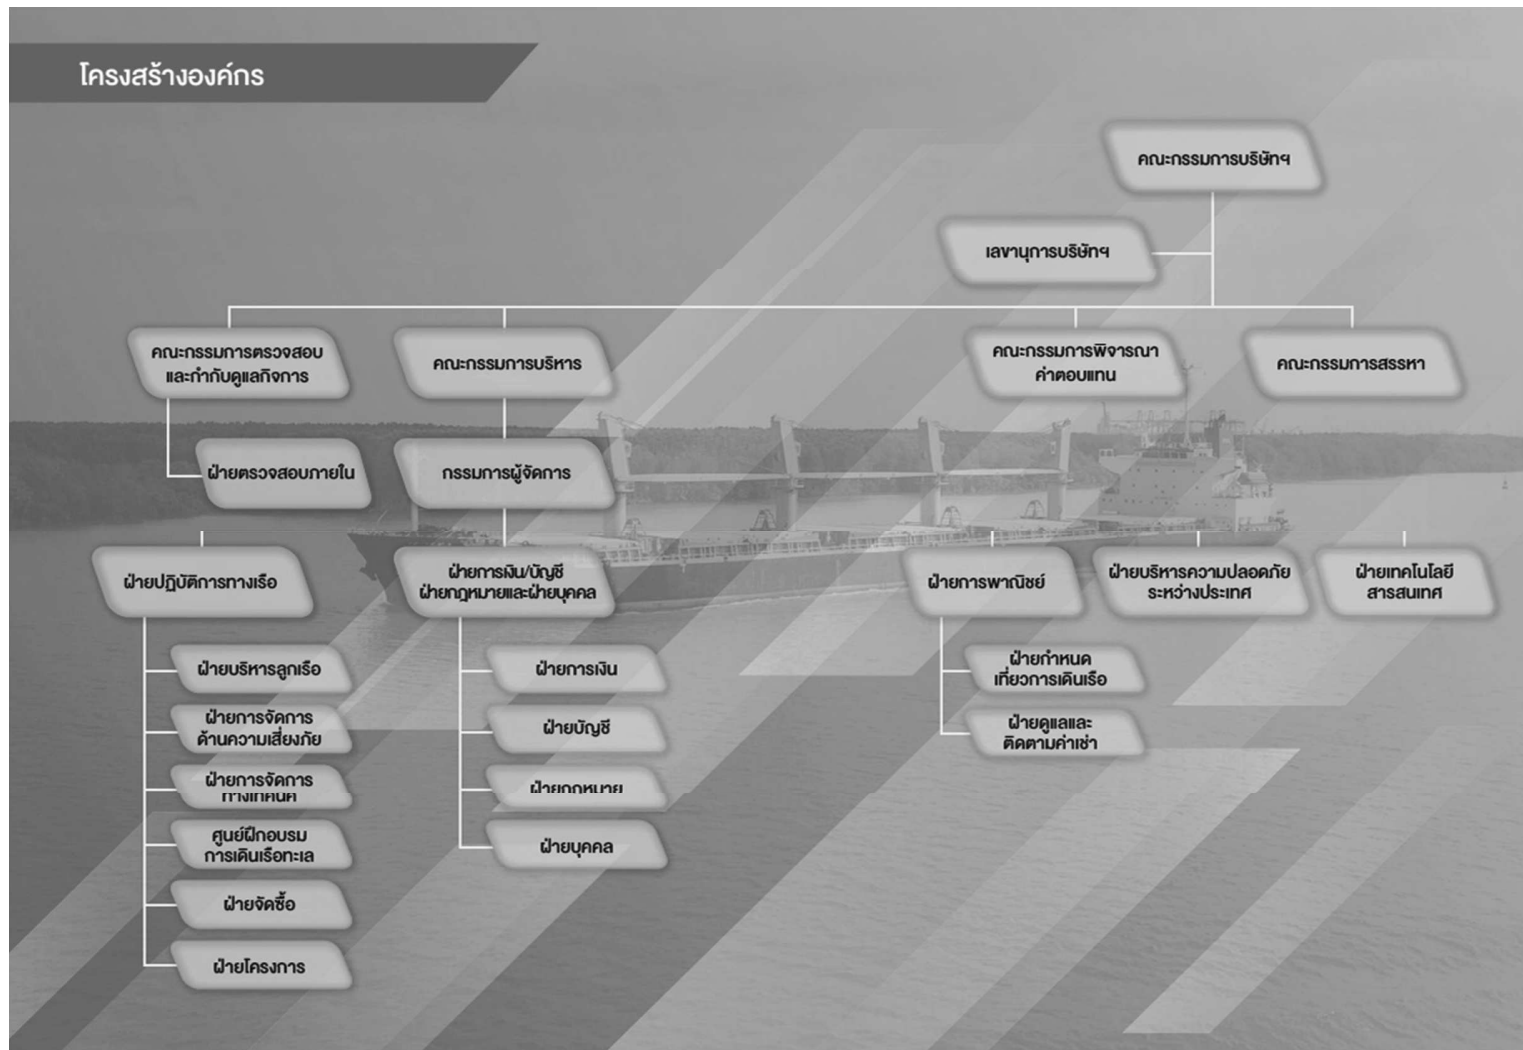 โครงสร้างองค์กร
คณะกรรมการบริษัทฯ
เลขานุการบริษัทฯ
คณะกรรมการตรวจสอบ
และกำกับดูแลกิจการ
คณะกรรมการบริหาร
คณะกรรมการพิจารณา
ค่าตอบแทน
คณะกรรมการสรรหา
ฝ่ายตรวจสอบภายใน
กรรมการผู้จัดการ
ฝ่ายปฏิบัติการทางเรือ
ฝ่ายการเงิน/บัญชี
ฝ่ายกฎหมายและฝ่ายบุคคล
ฝ่ายการพาณิชย์
ฝ่ายบริหารความปลอดภัย
ระหว่างประเทศ
ฝ่ายเทคโนโลยี
สารสนเทศ
ฝ่ายบริหารลูกเรือ
ฝ่ายการจัดการ
ด้านความเสี่ยงภัย
ฝ่ายการจัดการ
ศูนย์ฝึกอบรม
การเดินเรือทะเล
ฝ่ายจัดซื้อ
ฝ่ายโครงการ
ฝ่ายการเงิน
ฝ่ายบัญชี
ฝ่ายกฎหมาย
ฝ่ายบุคคล
ฝ่ายกำหนด
เที่ยวการเดินเรือ
ฝ่ายดูแลและ
ติดตามค่าเช่า